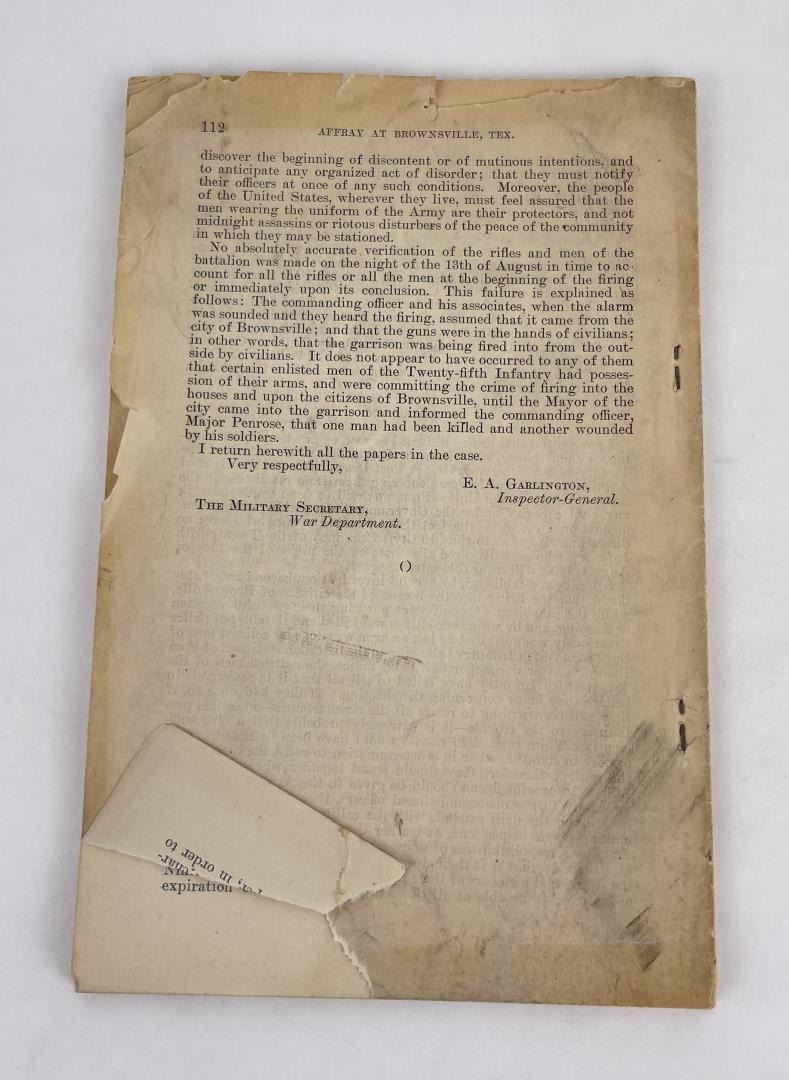 112
AFFRAY AT BROWNSVILLE, TEX.
discover the beginning of discontent or of mutinous intentions, and
to anticipate any organized act of disorder; that they must notify
their officers at once of any such conditions. Moreover, the people
of the United States, wherever they live, must feel assured that the
men wearing the uniform of the Army are their protectors, and not
midnight assassins or riotous disturbers of the peace of the community
in which they may be stationed.
No absolutely accurate verification of the rifles and men of the
battalion was made on the night of the 13th of August in time to ac-
count for all the rifles or all the men at the beginning of the firing
or immediately upon its conclusion. This failure is explained as
follows: The commanding officer and his associates, when the alarm
was sounded and they heard the firing, assumed that it came from the
city of Brownsville; and that the guns were in the hands of civilians;
in other words, that the garrison was being fired into from the out-
side by civilians. It does not appear to have occurred to any of them
that certain enlisted men of the Twenty-fifth Infantry had posses-
sion of their arms, and were committing the crime of firing into the
houses and upon the citizens of Brownsville, until the Mayor of the
city came into the garrison and informed the commanding officer,
Major Penrose, that one man had been killed and another wounded
by his soldiers.
I return herewith all the papers in the case.
Very respectfully,
E. A. GARLINGTON,
Inspector-General.
THE MILITARY SECRETARY,
War Department.
()
in order to
expiration